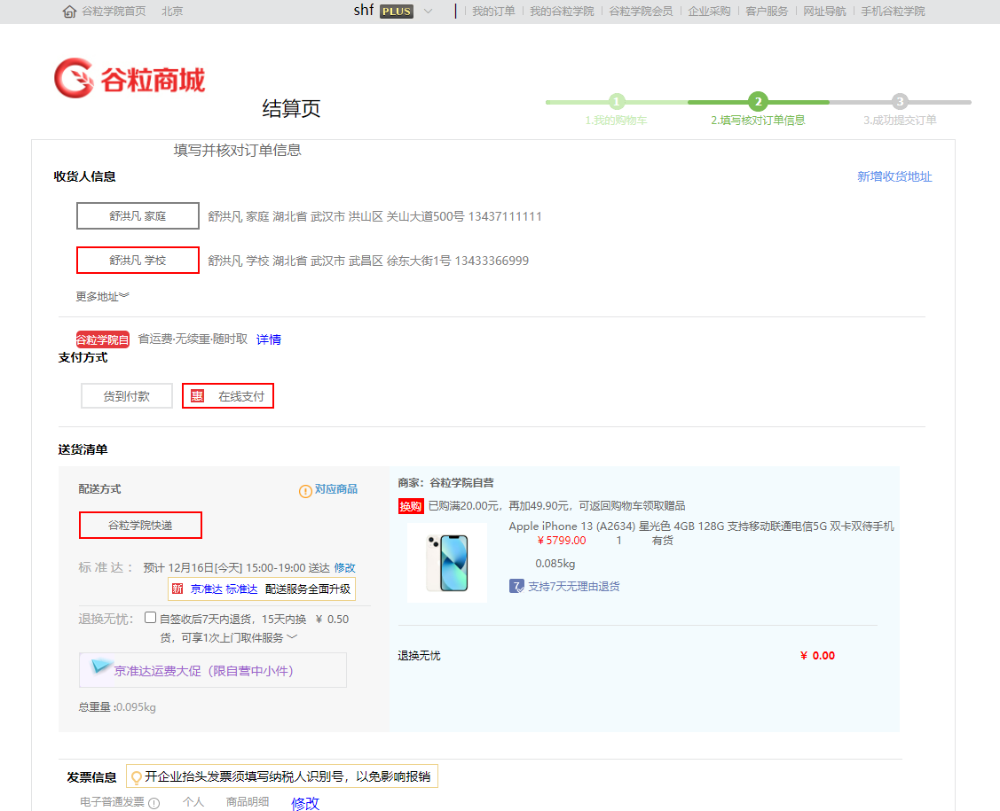 谷粒学院首页 北京 shf PLUS 我的订单 我的谷粒学院 谷粒学院会员 企业采购 客户服务 网址导航 手机谷粒学院
谷粒商城
结算页
1 2 3
1.我的购物车 2.填写核对订单信息 3.成功提交订单
填写并核对订单信息
收货人信息 新增收货地址
舒洪凡 家庭 舒洪凡 家庭 湖北省 武汉市 洪山区 关山大道500号 13437111111
舒洪凡 学校 舒洪凡 学校 湖北省 武汉市 武昌区 徐东大街1号 13433366999
更多地址
谷粒学院自 省运费·无续重·随时取 详情
支付方式
货到付款 惠 在线支付
送货清单
配送方式 对应商品
谷粒学院快递
标 准 达： 预计 12月16日[今天] 15:00-19:00 送达 修改
新 京准达 标准达 配送服务全面升级
退换无忧： 自签收后7天内退货，15天内换 ￥ 0.50
货，可享1次上门取件服务
京准达运费大促（限自营中小件）
总重量 :0.095kg
商家：谷粒学院自营
换购 已购满20.00元，再加49.90元，可返回购物车领取赠品
Apple iPhone 13 (A2634) 星光色 4GB 128G 支持移动联通电信5G 双卡双待手机
￥5799.00 1 有货
0.085kg
7 支持7天无理由退货
退换无忧 ￥ 0.00
发票信息 开企业抬头发票须填写纳税人识别号，以免影响报销
电子普通发票 个人 商品明细 修改